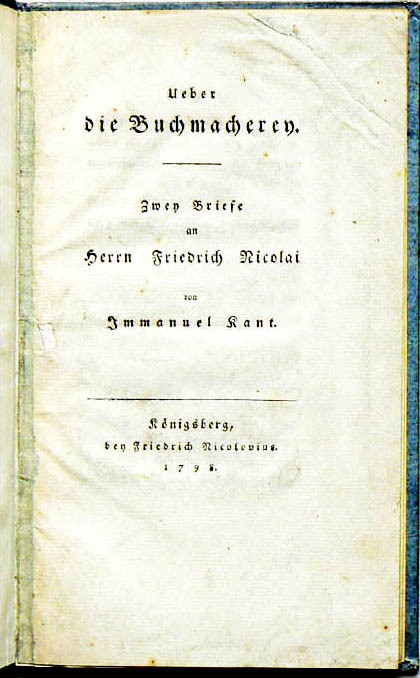 Ueber
die Buchmacherey.
Zwey Briefe
an
Herrn Friedrich Nicolai
von
Immanuel Kant.
Königsberg,
bey Friedrich Nicolovius.
1798.